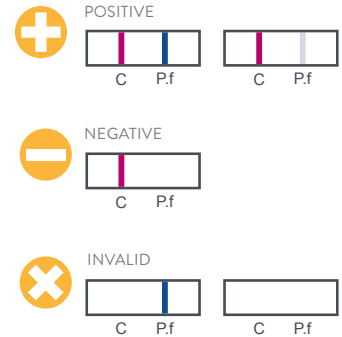 POSITIVE
C P.f C P.f
NEGATIVE
C P.f
INVALID
C P.f C P.f